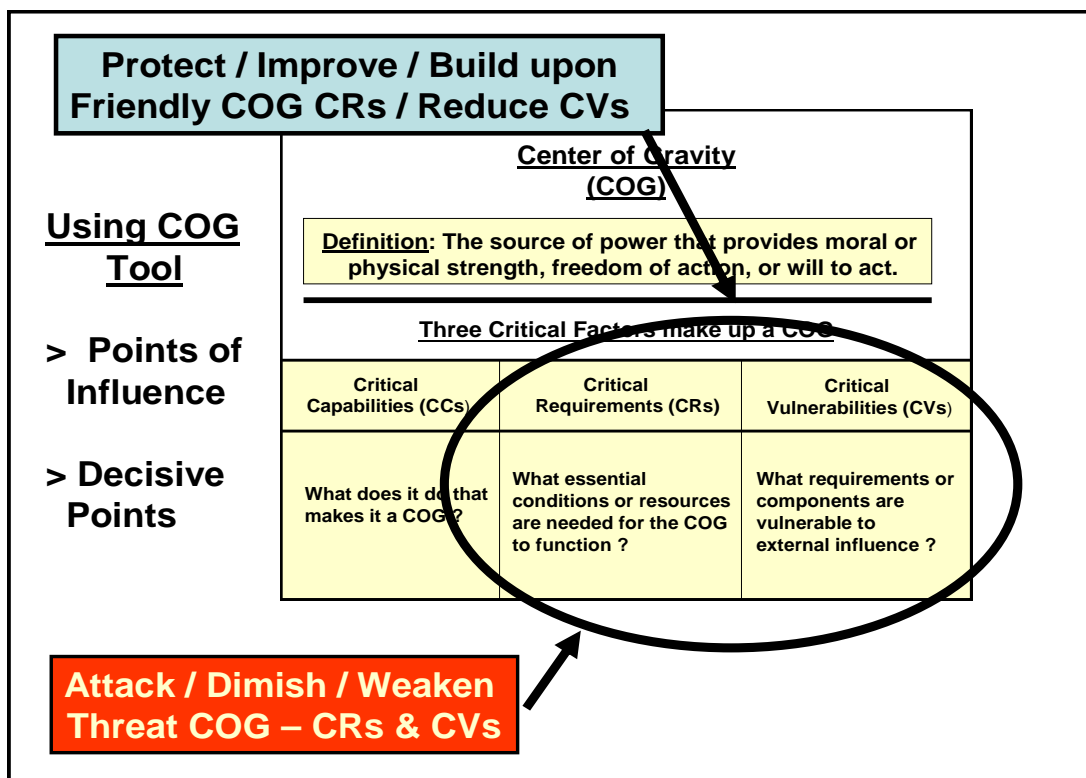 Protect / Improve / Build upon
Friendly COG CRs / Reduce CVs
Center of Gravity
(COG)
Using COG
Tool
Definition: The source of power that provides moral or
physical strength, freedom of action, or will to act.
Three Critical Factors make up a COG
> Points of
Influence
> Decisive
Points
Critical
Capabilities (CCs)
Critical
Requirements (CRs)
Critical
Vulnerabilities (CVs)
What does it do that
makes it a COG ?
What essential
conditions or resources
are needed for the COG
to function ?
What requirements or
components are
vulnerable to
external influence ?
Attack / Dimish / Weaken
Threat COG – CRs & CVs